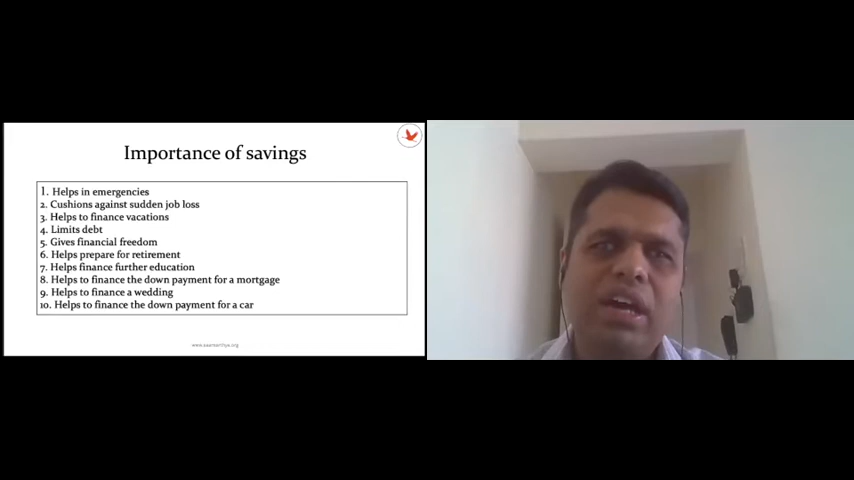 Importance of savings
1. Helps in emergencies
2. Cushions against sudden job loss
3. Helps to finance vacations
4. Limits debt
5. Gives financial freedom
6. Helps prepare for retirement
7. Helps finance further education
8. Helps to finance the down payment for a mortgage
9. Helps to finance a wedding
10. Helps to finance the down payment for a car
www.saamarthya.org